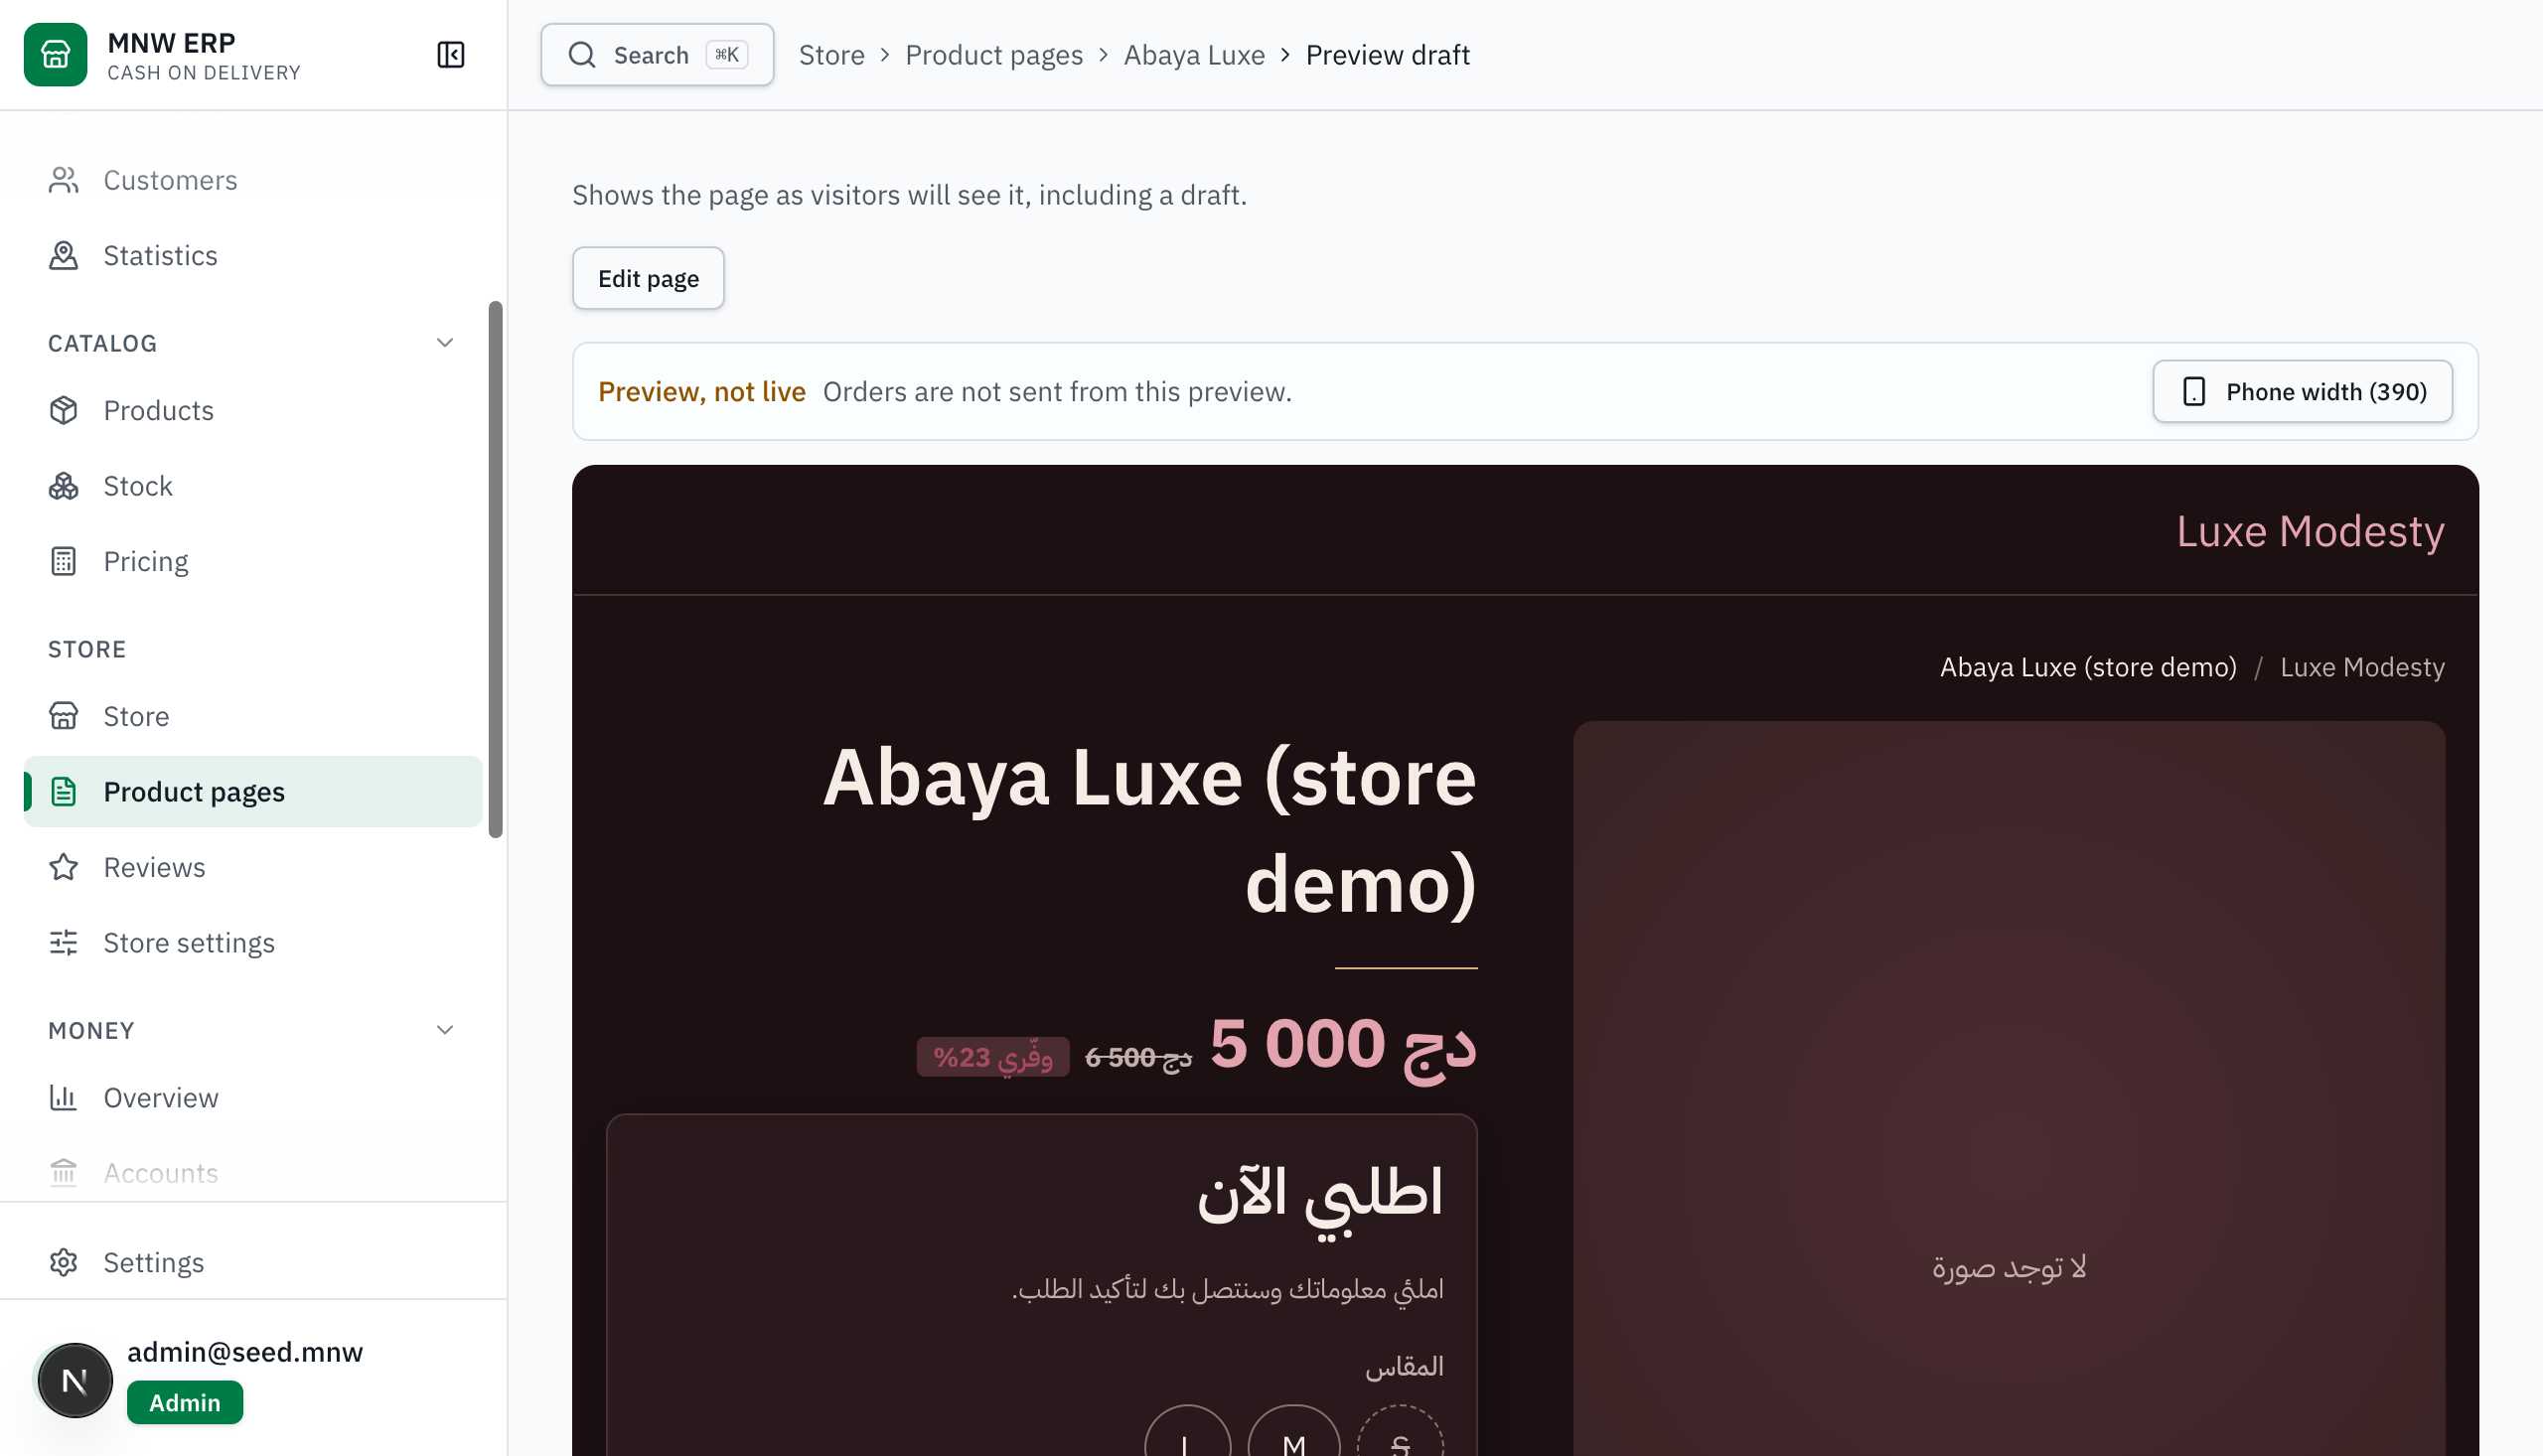 MNW ERP
CASH ON DELIVERY
Search ⌘K
Store > Product pages > Abaya Luxe > Preview draft
Customers
Statistics
CATALOG
Products
Stock
Pricing
STORE
Store
Product pages
Reviews
Store settings
MONEY
Overview
Accounts
Settings
N
admin@seed.mnw
Admin
Shows the page as visitors will see it, including a draft.
Edit page
Preview, not live Orders are not sent from this preview.
Phone width (390)
Luxe Modesty
Abaya Luxe (store demo) / Luxe Modesty
Abaya Luxe (store
demo)
5 000 دج
6 500 دج
وفّري 23%
اطلبي الآن
املئي معلوماتك وسنتصل بك لتأكيد الطلب.
المقاس
S M L
لا توجد صورة